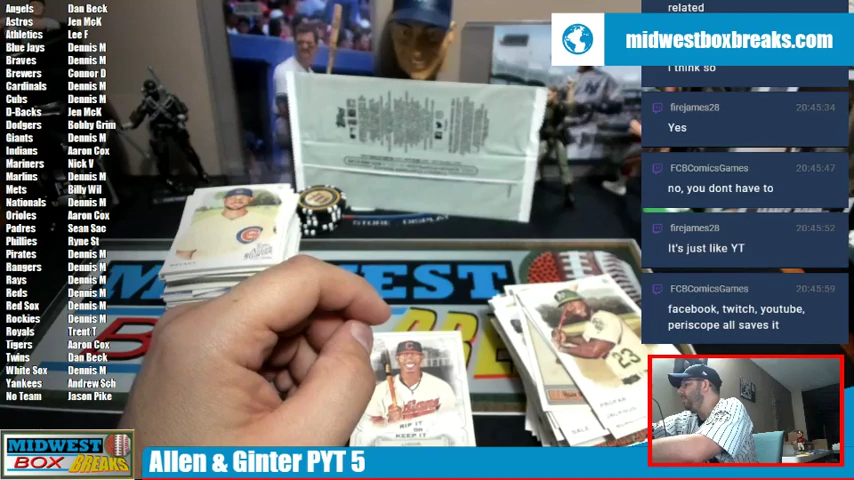 Angels Dan Beck
Astros Jen McK
Athletics Lee F
Blue Jays Dennis M
Braves Dennis M
Brewers Connor D
Cardinals Dennis M
Cubs Dennis M
D-Backs Jen McK
Dodgers Bobby Grim
Giants Dennis M
Indians Aaron Cox
Mariners Nick V
Marlins Dennis M
Mets Billy Wil
Nationals Dennis M
Orioles Aaron Cox
Padres Sean Sac
Phillies Ryne St
Pirates Dennis M
Rangers Dennis M
Rays Dennis M
Reds Dennis M
Red Sox Dennis M
Rockies Dennis M
Royals Trent T
Tigers Aaron Cox
Twins Dan Beck
White Sox Dennis M
Yankees Andrew Sch
No Team Jason Pike
related
midwestboxbreaks.com
I think so
firejames28 20:45:34
Yes
FCBComicsGames 20:45:47
no, you dont have to
firejames28 20:45:52
It's just like YT
FCBComicsGames 20:45:59
facebook, twitch, youtube,
periscope all saves it
STORE DISPLAY
MIDWEST
Indians
RIP IT
OR
KEEP IT
23
MIDWEST
BOX BREAKS
Allen & Ginter PYT 5